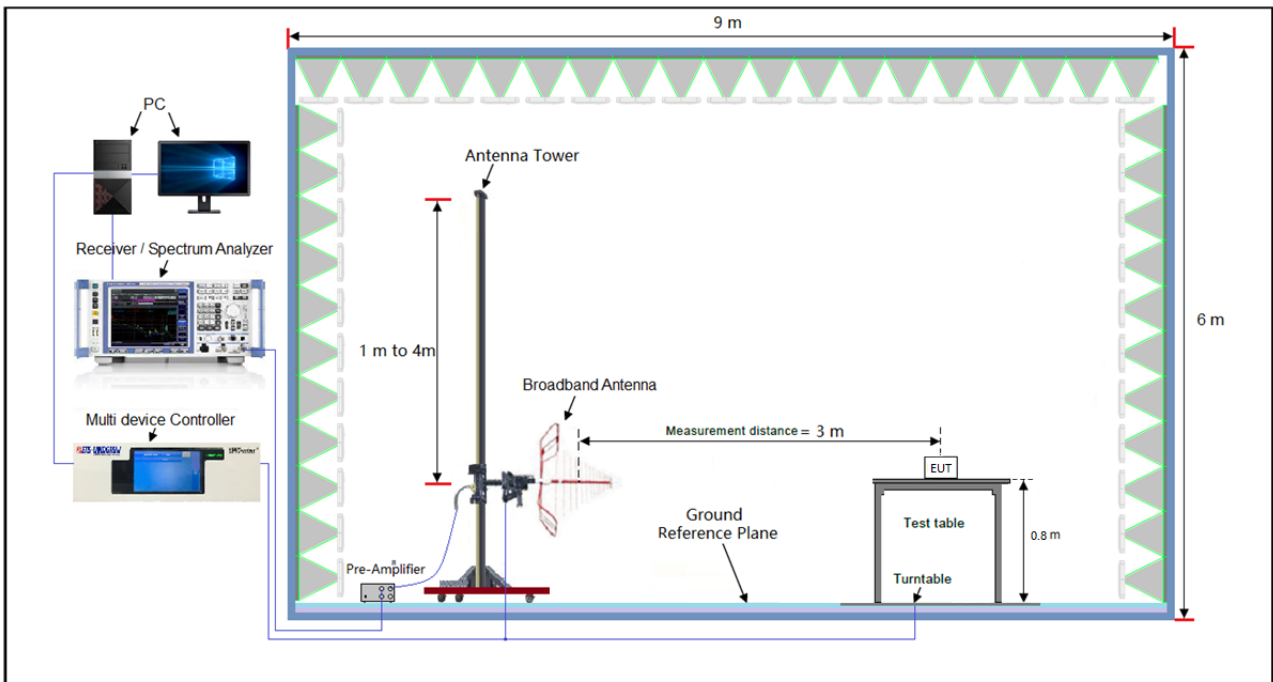 9 m
PC
Antenna Tower
Receiver / Spectrum Analyzer
6 m
1 m to 4m
Broadband Antenna
Multi device Controller
Measurement distance = 3 m
EUT
Ground
Reference Plane
Test table
0.8 m
Pre-Amplifier
Turntable